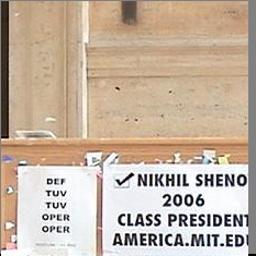 DEF
TUV
TUV
OPER
OPER
NIKHIL SHENO
2006
CLASS PRESIDENT
AMERICA.MIT.EDU